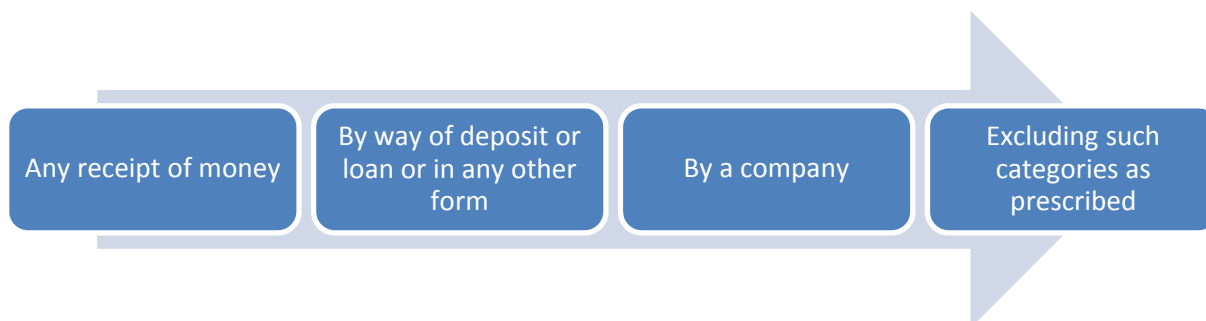 Any receipt of money
By way of deposit or
loan or in any other
form
By a company
Excluding such
categories as
prescribed